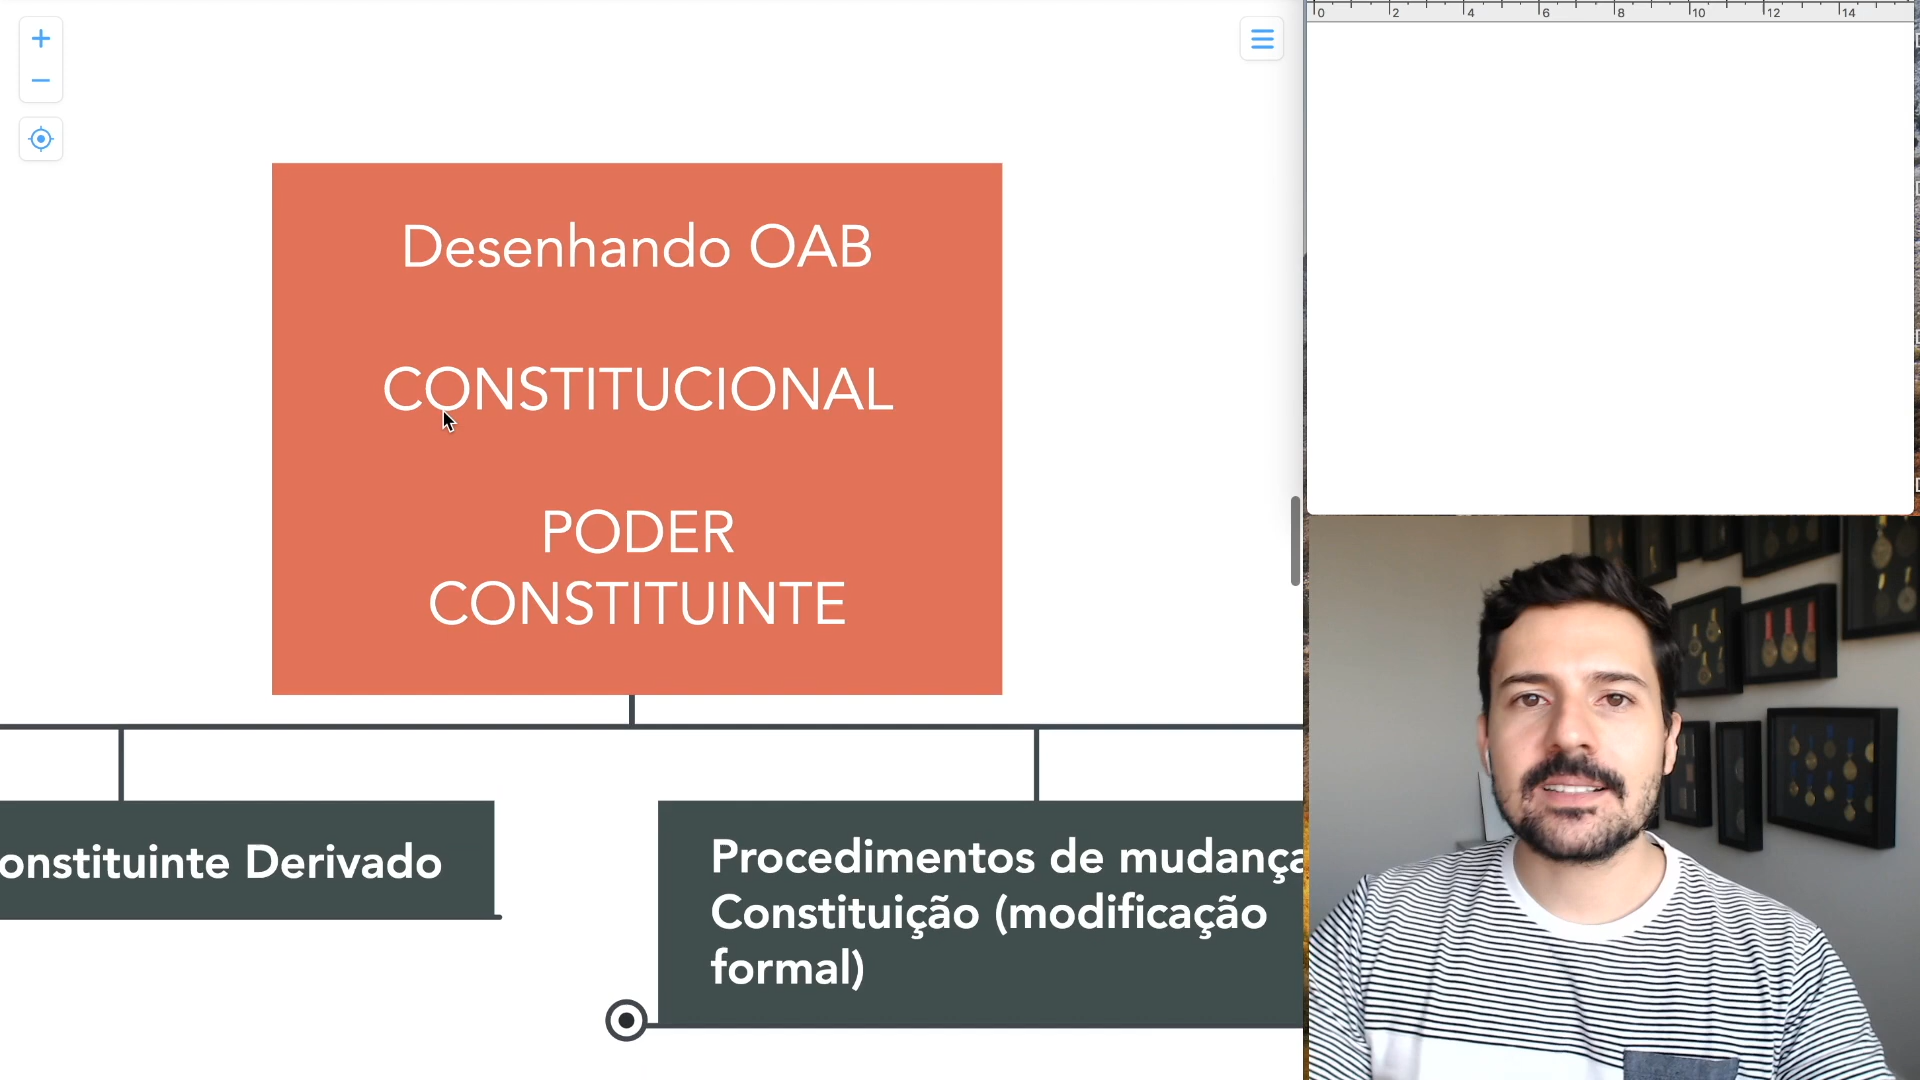 Desenhando OAB
CONSTITUCIONAL
PODER
CONSTITUINTE
onstituinte Derivado
Procedimentos de mudança
Constituição (modificação
formal)
0 2 4 6 8 10 12 14